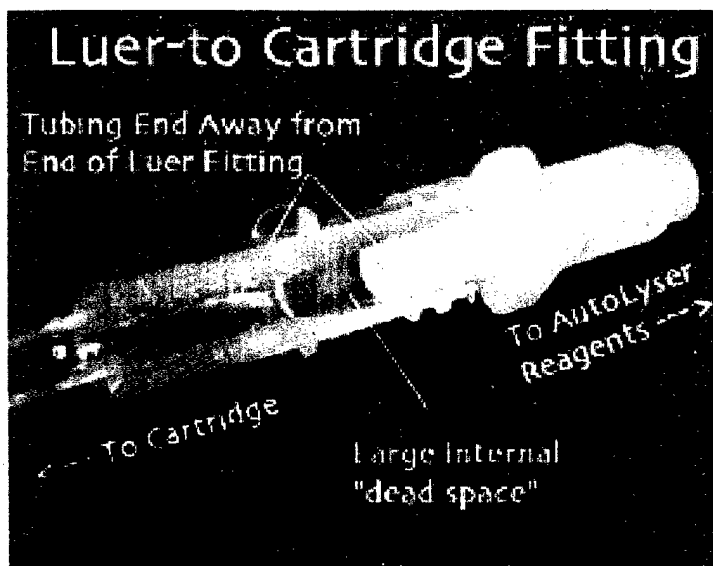 Luer-to Cartridge Fitting
Tubing End Away from
End of Luer Fitting
To AutoLyser
Reagents --->
<--- To Cartridge
Large Internal
"dead space"